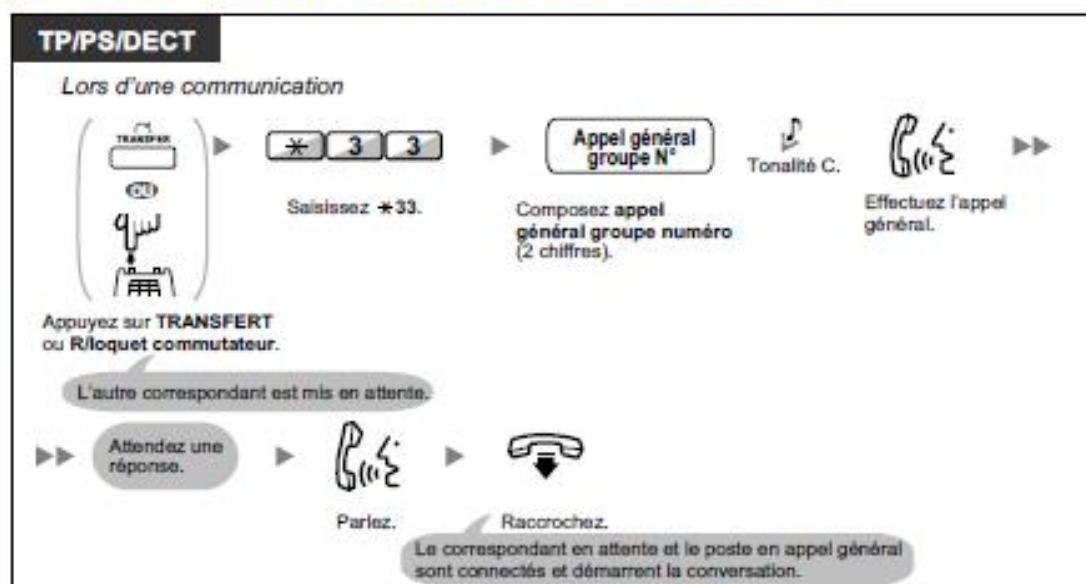 TP/PS/DECT
Lors d'une communication
TRANSFER
OU
Appuyez sur TRANSFERT
ou R/loquet commutateur.
L'autre correspondant est mis en attente.
* 3 3
Saisissez *33.
Appel général
groupe N°
Composez appel
général groupe numéro
(2 chiffres).
Tonalité C.
Effectuez l'appel
général.
Attendez une
réponse.
Parlez.
Raccrochez.
Le correspondant en attente et le poste en appel général
sont connectés et démarrent la conversation.